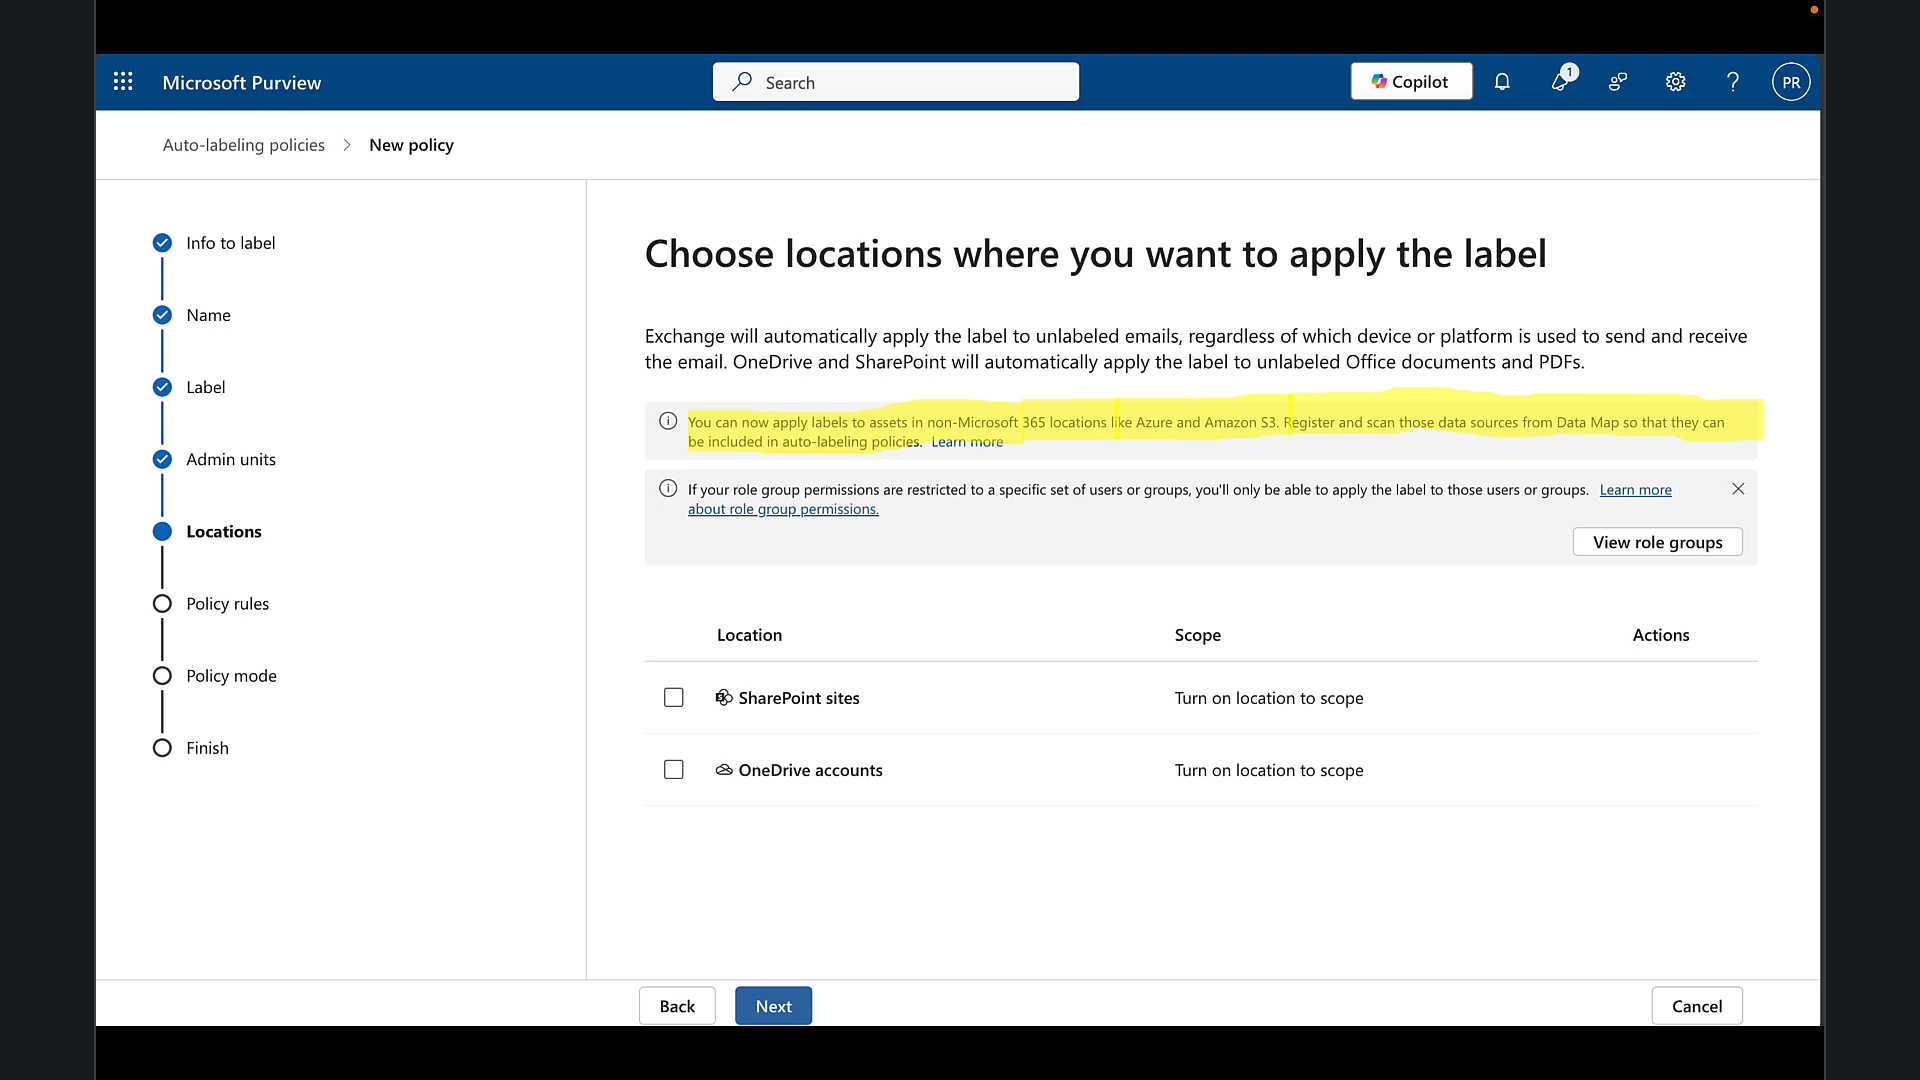 Microsoft Purview
Search
Copilot
1
PR
Auto-labeling policies
New policy
Info to label
Name
Label
Admin units
Locations
Policy rules
Policy mode
Finish
Choose locations where you want to apply the label
Exchange will automatically apply the label to unlabeled emails, regardless of which device or platform is used to send and receive
the email. OneDrive and SharePoint will automatically apply the label to unlabeled Office documents and PDFs.
You can now apply labels to assets in non-Microsoft 365 locations like Azure and Amazon S3. Register and scan those data sources from Data Map so that they can
be included in auto-labeling policies. Learn more
If your role group permissions are restricted to a specific set of users or groups, you'll only be able to apply the label to those users or groups. Learn more
about role group permissions.
View role groups
Location Scope Actions
SharePoint sites Turn on location to scope
OneDrive accounts Turn on location to scope
Back Next Cancel